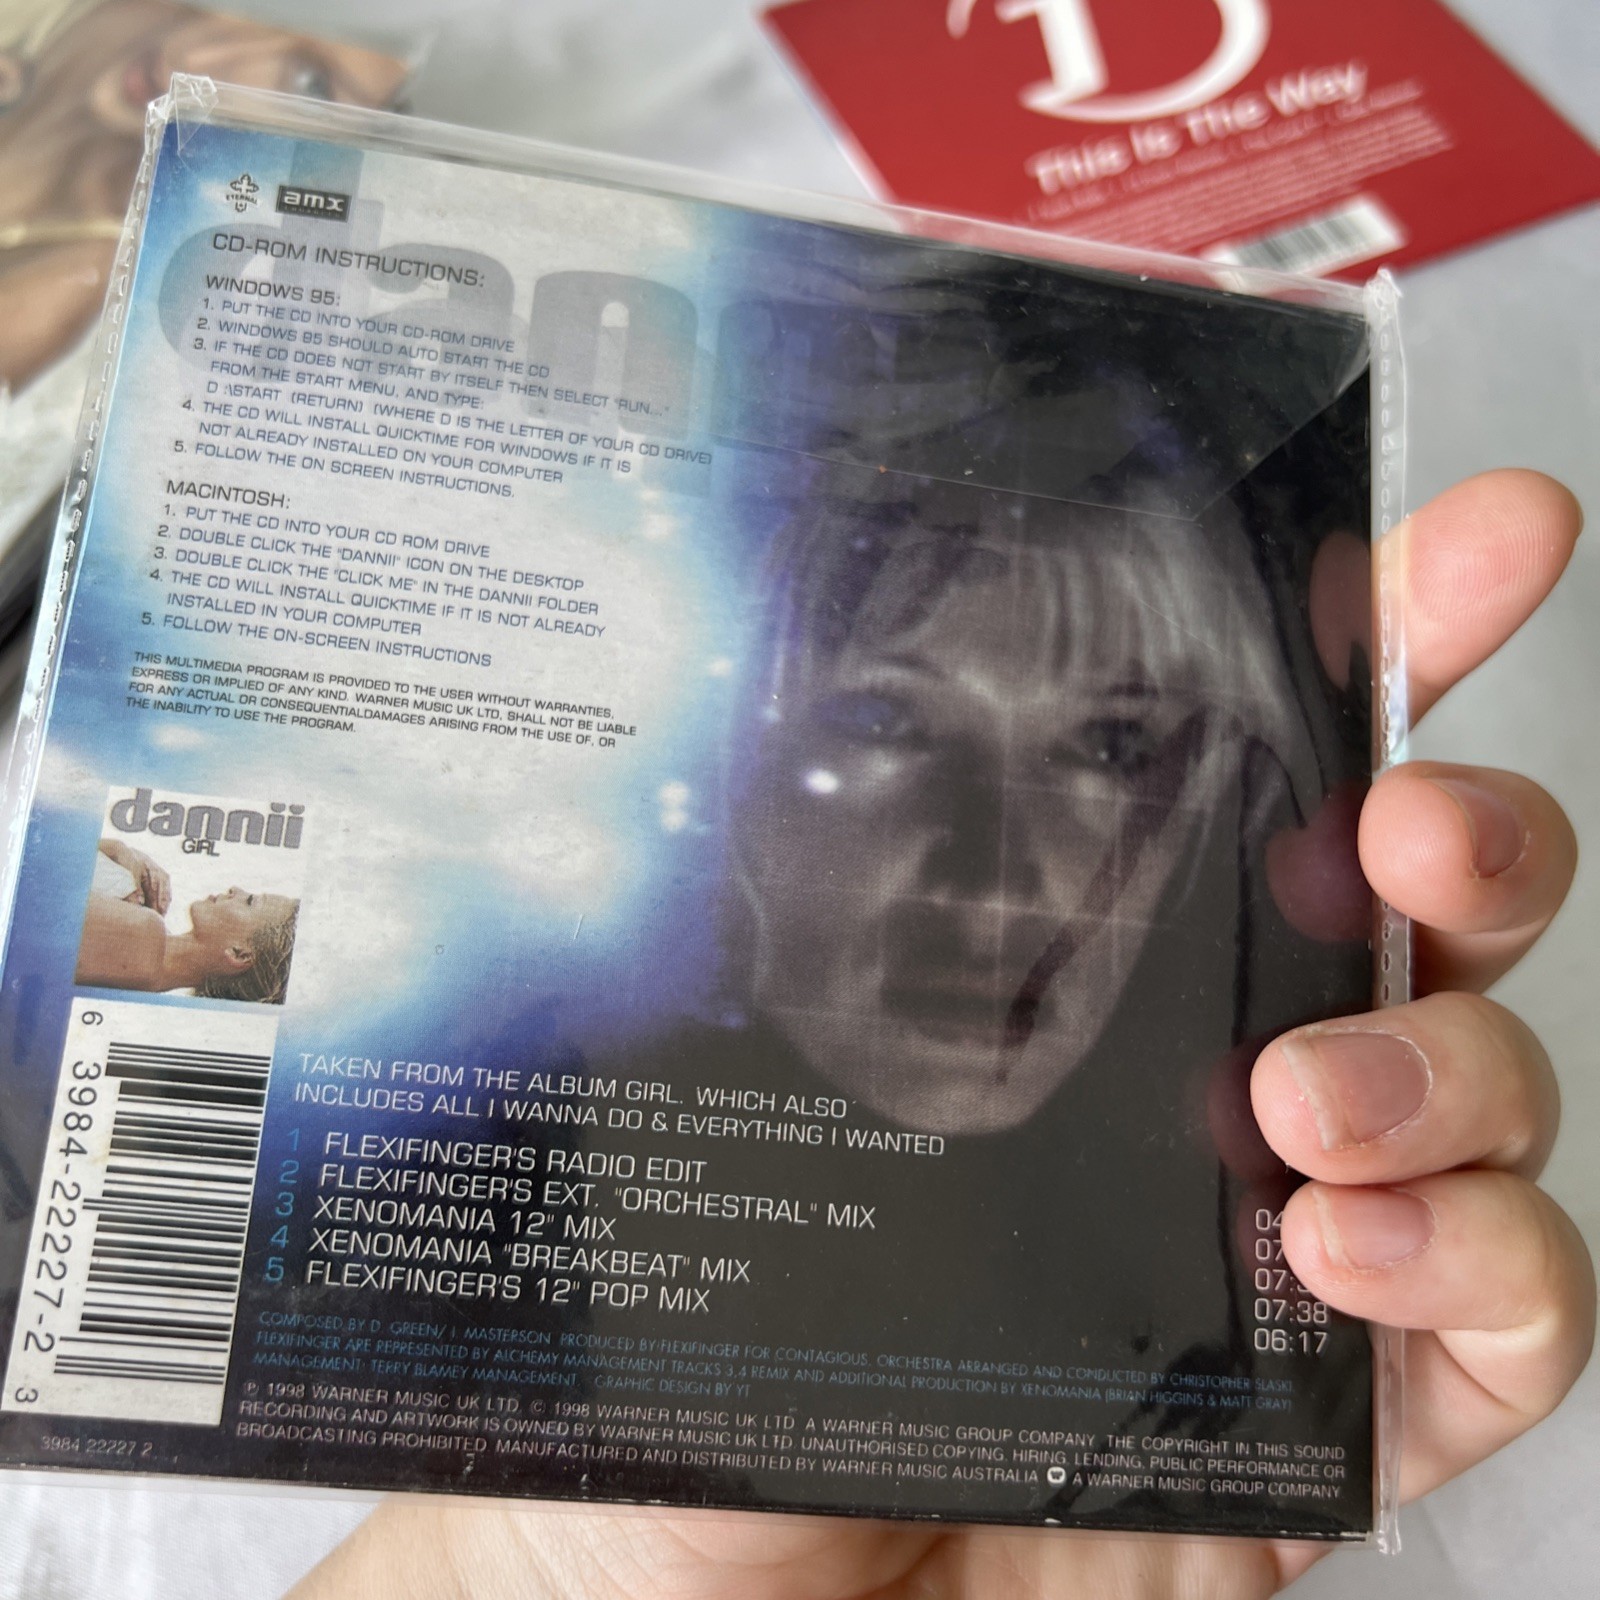 D
This Is The Way
ETERNAL
amx
dannii
CD-ROM INSTRUCTIONS:
WINDOWS 95:
1. PUT THE CD INTO YOUR CD-ROM DRIVE
2. WINDOWS 95 SHOULD AUTO START THE CD
3. IF THE CD DOES NOT START BY ITSELF THEN SELECT "RUN..."
FROM THE START MENU, AND TYPE:
D :\START (RETURN) (WHERE D IS THE LETTER OF YOUR CD DRIVE)
4. THE CD WILL INSTALL QUICKTIME FOR WINDOWS IF IT IS
NOT ALREADY INSTALLED ON YOUR COMPUTER
5. FOLLOW THE ON SCREEN INSTRUCTIONS.
MACINTOSH:
1. PUT THE CD INTO YOUR CD ROM DRIVE
2. DOUBLE CLICK THE "DANNII" ICON ON THE DESKTOP
3. DOUBLE CLICK THE "CLICK ME" IN THE DANNII FOLDER
4. THE CD WILL INSTALL QUICKTIME IF IT IS NOT ALREADY
INSTALLED IN YOUR COMPUTER
5. FOLLOW THE ON-SCREEN INSTRUCTIONS
THIS MULTIMEDIA PROGRAM IS PROVIDED TO THE USER WITHOUT WARRANTIES,
EXPRESS OR IMPLIED OF ANY KIND. WARNER MUSIC UK LTD, SHALL NOT BE LIABLE
FOR ANY ACTUAL OR CONSEQUENTIALDAMAGES ARISING FROM THE USE OF, OR
THE INABILITY TO USE THE PROGRAM.
dannii
GIRL
6 3984-22227-2 3
TAKEN FROM THE ALBUM GIRL. WHICH ALSO
INCLUDES ALL I WANNA DO & EVERYTHING I WANTED
1 FLEXIFINGER'S RADIO EDIT 04
2 FLEXIFINGER'S EXT. "ORCHESTRAL" MIX 07
3 XENOMANIA 12" MIX 07:
4 XENOMANIA "BREAKBEAT" MIX 07:38
5 FLEXIFINGER'S 12" POP MIX 06:17
COMPOSED BY D. GREEN/ I. MASTERSON. PRODUCED BY FLEXIFINGER FOR CONTAGIOUS. ORCHESTRA ARRANGED AND CONDUCTED BY CHRISTOPHER SLASKI.
FLEXIFINGER ARE REPRESENTED BY ALCHEMY MANAGEMENT TRACKS 3,4 REMIX AND ADDITIONAL PRODUCTION BY XENOMANIA (BRIAN HIGGINS & MATT GRAY)
MANAGEMENT: TERRY BLAMEY MANAGEMENT. GRAPHIC DESIGN BY YT
℗ 1998 WARNER MUSIC UK LTD. © 1998 WARNER MUSIC UK LTD. A WARNER MUSIC GROUP COMPANY. THE COPYRIGHT IN THIS SOUND
RECORDING AND ARTWORK IS OWNED BY WARNER MUSIC UK LTD. UNAUTHORISED COPYING, HIRING, LENDING, PUBLIC PERFORMANCE OR
BROADCASTING PROHIBITED. MANUFACTURED AND DISTRIBUTED BY WARNER MUSIC AUSTRALIA A WARNER MUSIC GROUP COMPANY
3984 22227 2